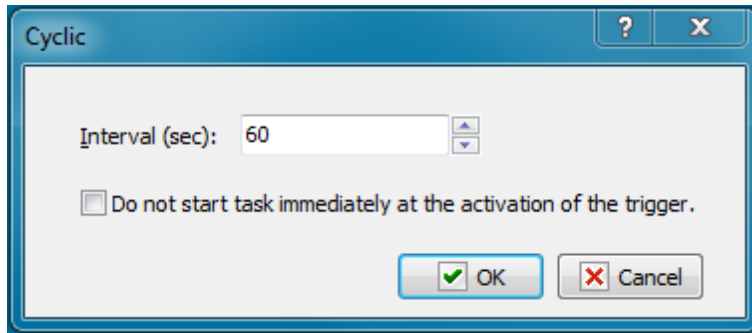 Cyclic
?
X
Interval (sec): 60
Do not start task immediately at the activation of the trigger.
OK Cancel